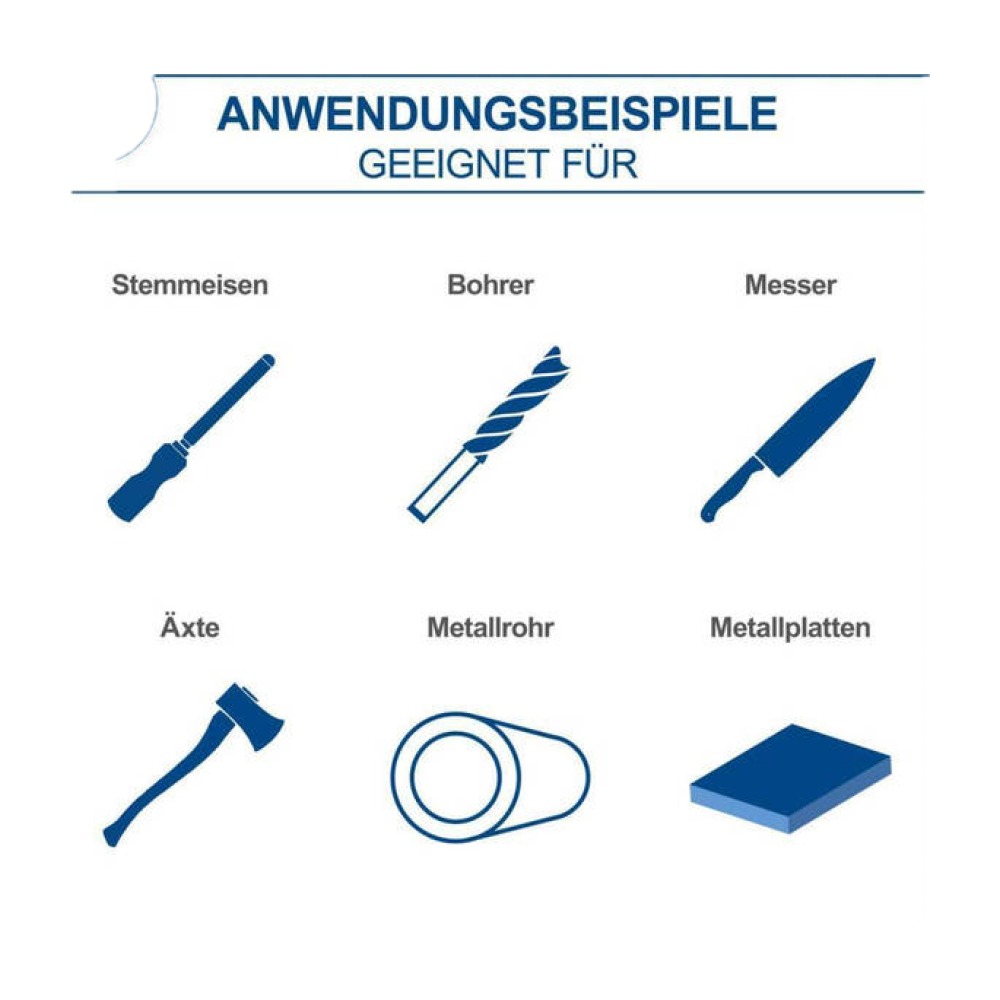 ANWENDUNGSBEISPIELE
GEEIGNET FÜR
Stemmeisen
Bohrer
Messer
Äxte
Metallrohr
Metallplatten